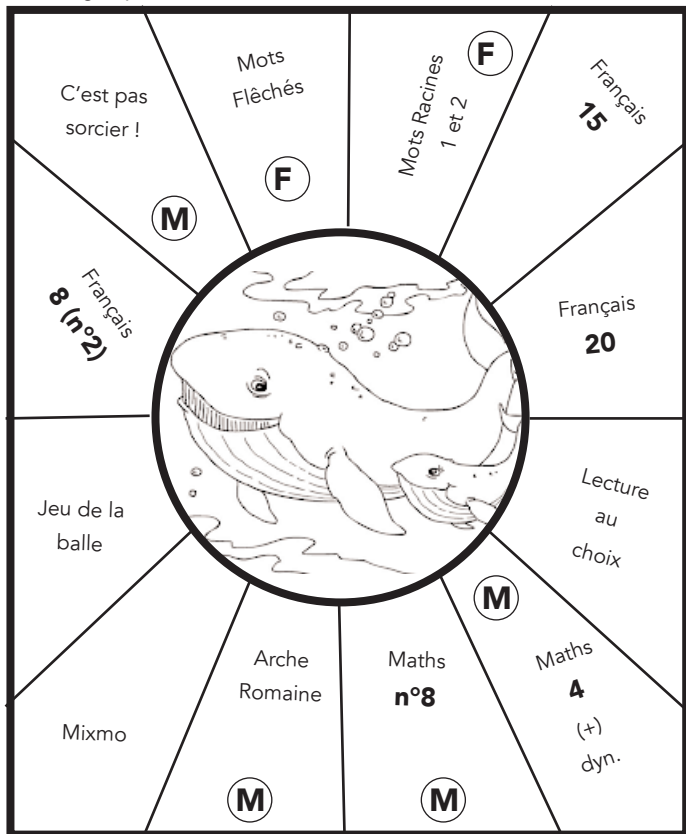 C'est pas
sorcier !
M
Mots
Flêchés
F
F
Mots Racines
1 et 2
Français
15
Français
20
Lecture
au
choix
M
Maths
4
(+)
dyn.
Maths
n°8
M
Arche
Romaine
M
Mixmo
Jeu de la
balle
Français
8 (n°2)